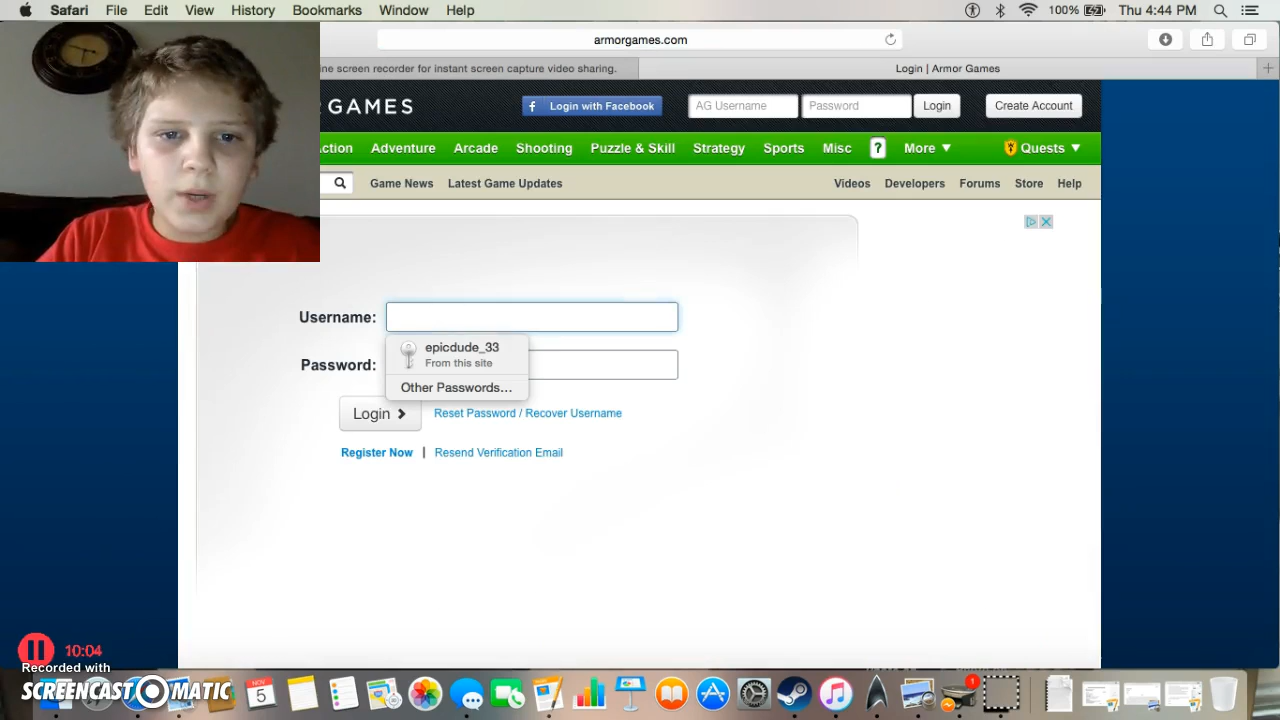 Safari File Edit View History Bookmarks Window Help 100% Thu 4:44 PM
armorgames.com
ne screen recorder for instant screen capture video sharing. Login | Armor Games
R GAMES f Login with Facebook AG Username Password Login Create Account
ction Adventure Arcade Shooting Puzzle & Skill Strategy Sports Misc ? More Quests
Game News Latest Game Updates Videos Developers Forums Store Help
Username:
epicdude_33
From this site
Password:
Other Passwords...
Login Reset Password / Recover Username
Register Now | Resend Verification Email
10:04
Recorded with
SCREENCAST O MATIC
NOV
5
1